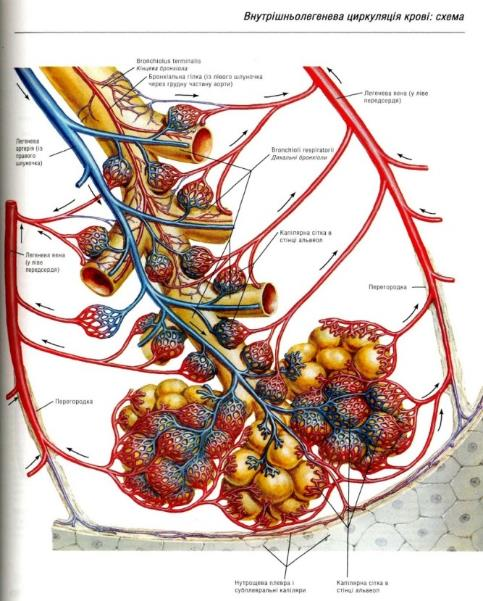 Внутрішньолегенева циркуляція крові: схема
Bronchiolus terminalis
Кінцева бронхіола
Бронхіальна гілка (із лівого шлуночка
через грудну частину аорти)
Легенева вена (у ліве
передсердя)
Легенева
артерія (із
правого
шлуночка)
Bronchioli respiratorii
Дихальні бронхіоли
Капілярна сітка в
стінці альвеол
Легенева вена
(у ліве
передсердя)
Перегородка
Перегородка
Нутрощева плевра і
субплевральні капіляри
Капілярна сітка в
стінці альвеол